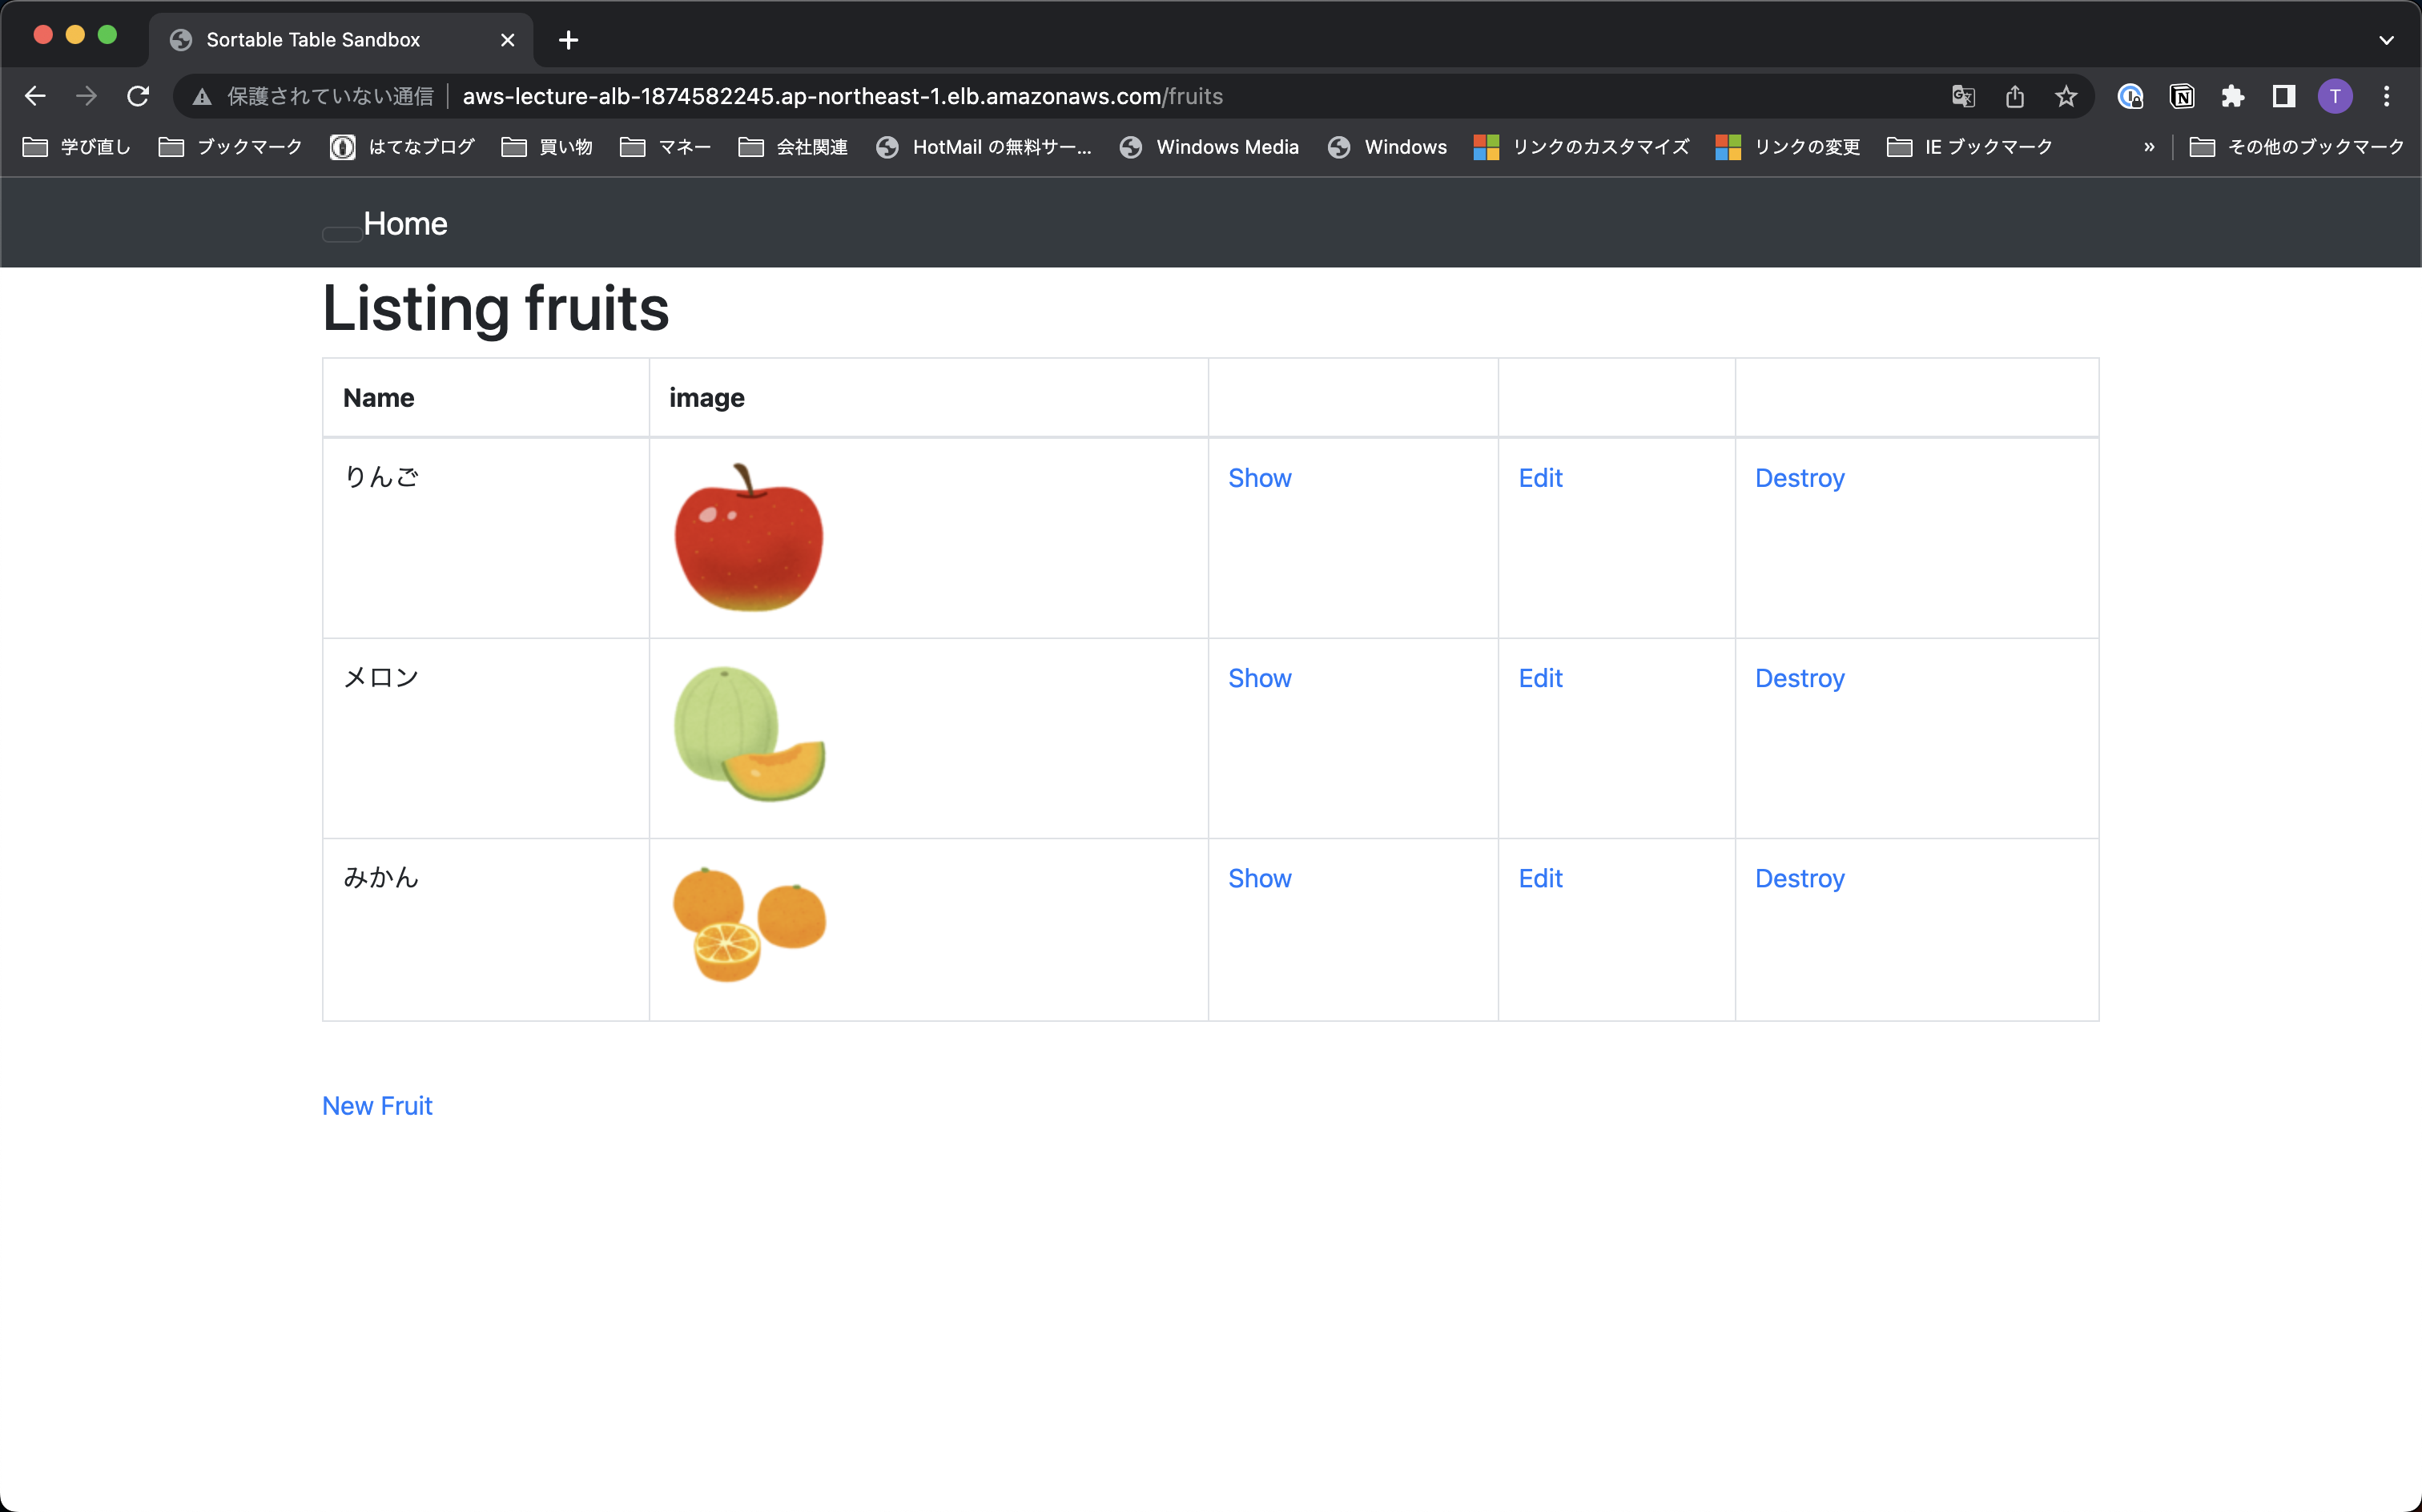 Sortable Table Sandbox
保護されていない通信 aws-lecture-alb-1874582245.ap-northeast-1.elb.amazonaws.com/fruits T
学び直し ブックマーク はてなブログ 買い物 マネー 会社関連 HotMail の無料サー... Windows Media Windows リンクのカスタマイズ リンクの変更 IE ブックマーク » その他のブックマーク
Home
Listing fruits
Name image
りんご Show Edit Destroy
メロン Show Edit Destroy
みかん Show Edit Destroy
New Fruit